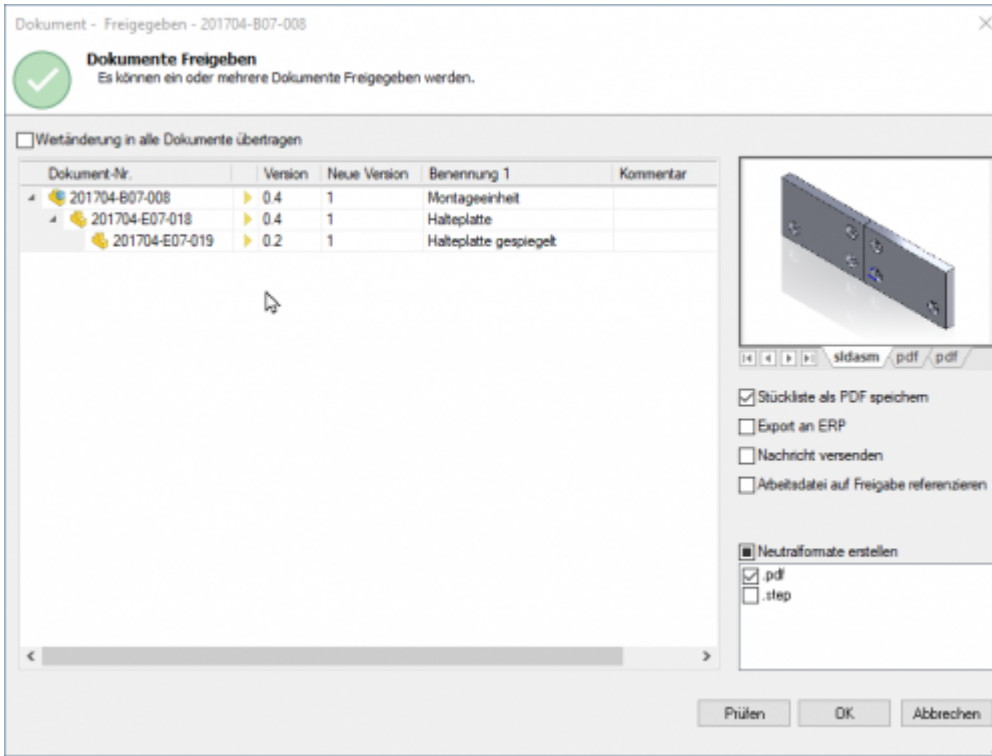 Dokument - Freigegeben - 201704-B07-008
Dokumente Freigeben
Es können ein oder mehrere Dokumente Freigegeben werden.
Wertänderung in alle Dokumente übertragen
Dokument-Nr. Version Neue Version Benennung 1 Kommentar
201704-B07-008 0.4 1 Montageeinheit
201704-E07-018 0.4 1 Halteplatte
201704-E07-019 0.2 1 Halteplatte gespiegelt
sldasm pdf pdf
Stückliste als PDF speichern
Export an ERP
Nachricht versenden
Arbeitsdatei auf Freigabe referenzieren
Neutralformate erstellen
.pdf
.step
Prüfen OK Abbrechen